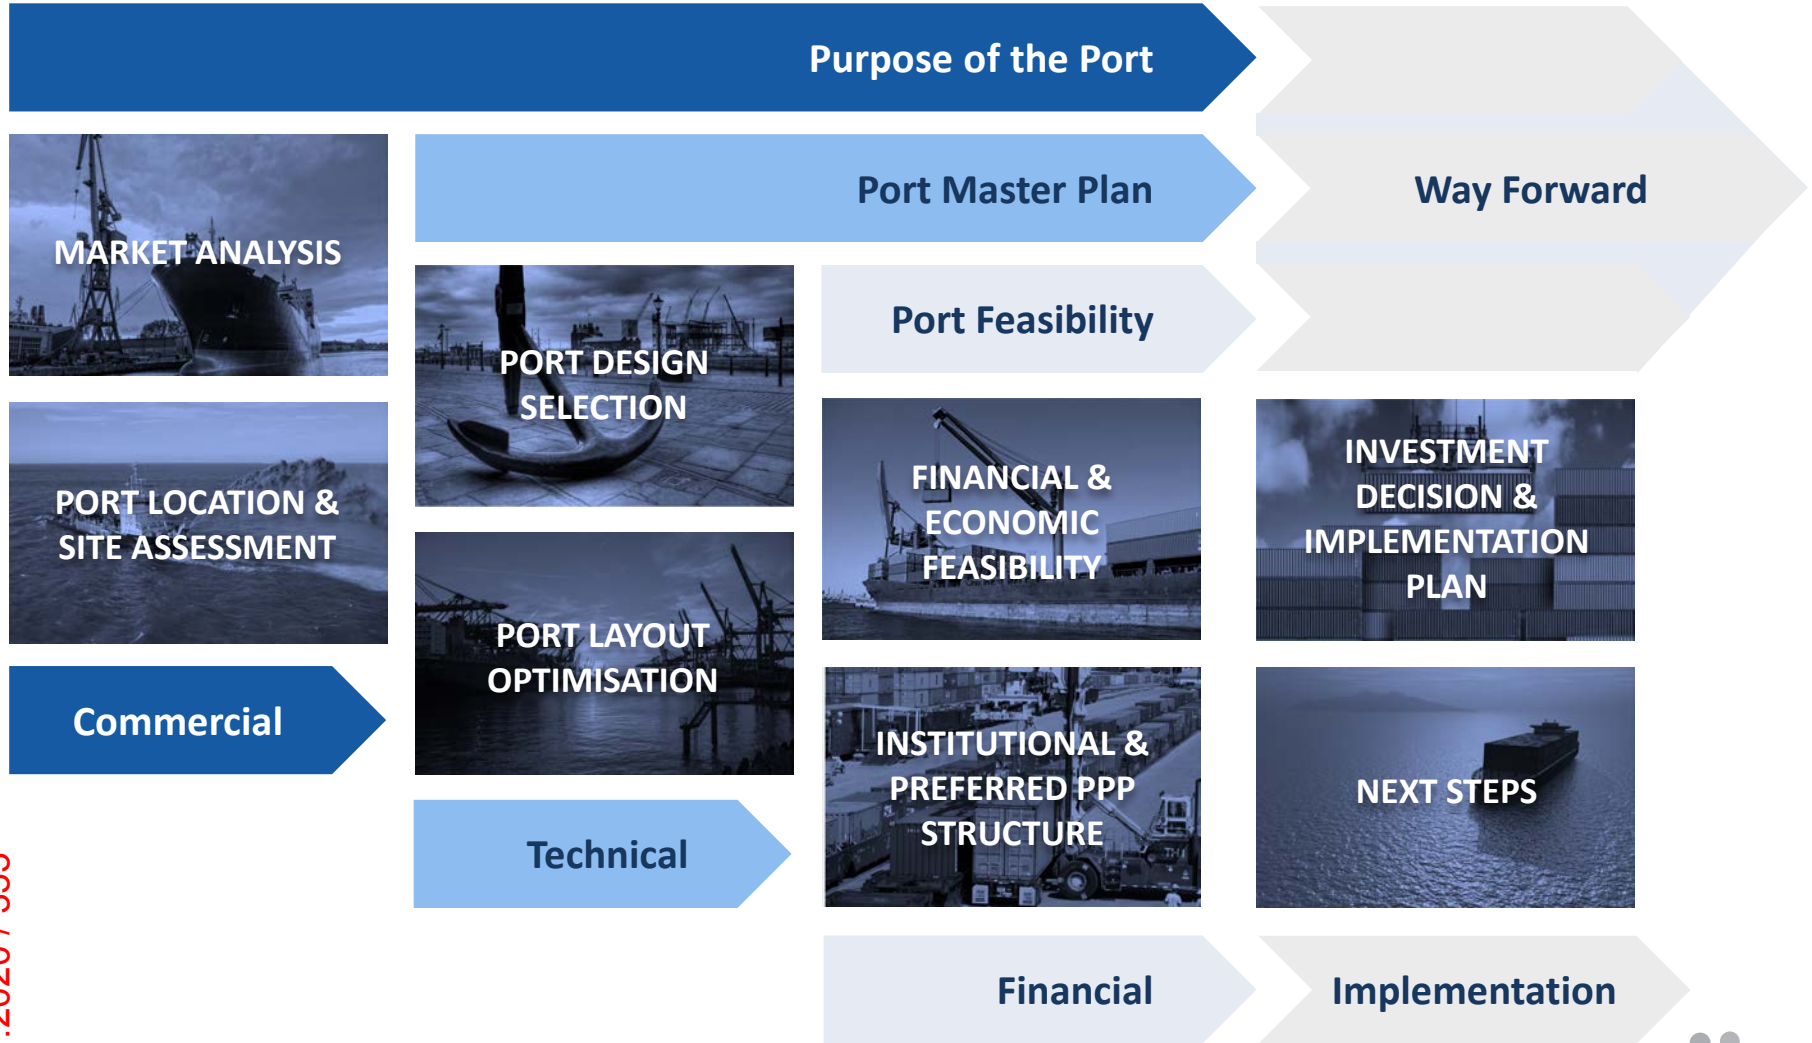 Purpose of the Port
Port Master Plan
Way Forward
MARKET ANALYSIS
Port Feasibility
PORT DESIGN
SELECTION
PORT LOCATION &
SITE ASSESSMENT
FINANCIAL &
ECONOMIC
FEASIBILITY
INVESTMENT
DECISION &
IMPLEMENTATION
PLAN
PORT LAYOUT
OPTIMISATION
Commercial
INSTITUTIONAL &
PREFERRED PPP
STRUCTURE
NEXT STEPS
Technical
Financial
Implementation